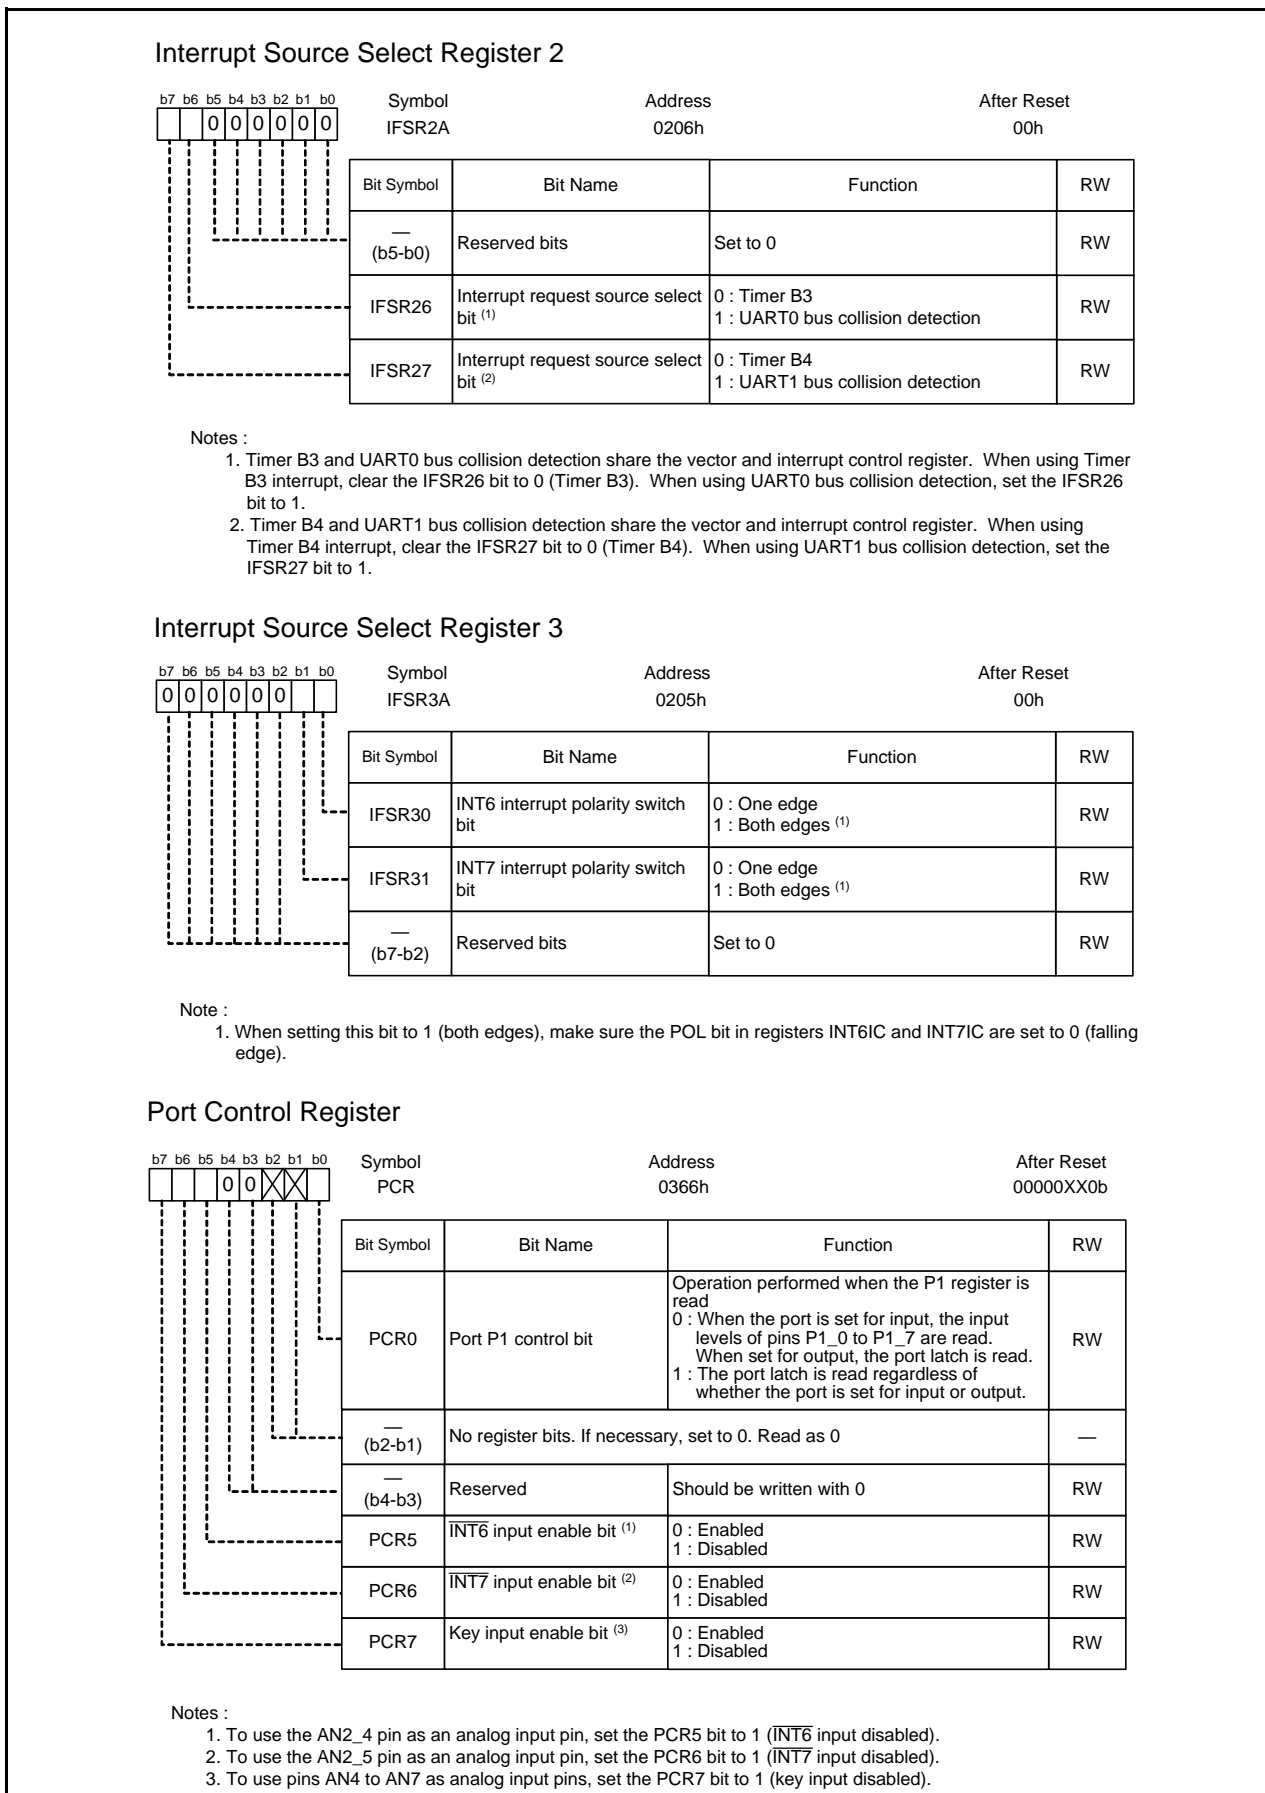 Interrupt Source Select Register 2
b7 b6 b5 b4 b3 b2 b1 b0
Symbol Address After Reset
0 0 0 0 0 0
IFSR2A 0206h 00h
Bit Symbol Bit Name Function RW
—
(b5-b0) Reserved bits Set to 0 RW
IFSR26 Interrupt request source select bit (1) 0 : Timer B3
1 : UART0 bus collision detection RW
IFSR27 Interrupt request source select bit (2) 0 : Timer B4
1 : UART1 bus collision detection RW
Notes :
1. Timer B3 and UART0 bus collision detection share the vector and interrupt control register. When using Timer
B3 interrupt, clear the IFSR26 bit to 0 (Timer B3). When using UART0 bus collision detection, set the IFSR26
bit to 1.
2. Timer B4 and UART1 bus collision detection share the vector and interrupt control register. When using
Timer B4 interrupt, clear the IFSR27 bit to 0 (Timer B4). When using UART1 bus collision detection, set the
IFSR27 bit to 1.
Interrupt Source Select Register 3
b7 b6 b5 b4 b3 b2 b1 b0
Symbol Address After Reset
0 0 0 0 0 0
IFSR3A 0205h 00h
Bit Symbol Bit Name Function RW
IFSR30 INT6 interrupt polarity switch bit 0 : One edge
1 : Both edges (1) RW
IFSR31 INT7 interrupt polarity switch bit 0 : One edge
1 : Both edges (1) RW
—
(b7-b2) Reserved bits Set to 0 RW
Note :
1. When setting this bit to 1 (both edges), make sure the POL bit in registers INT6IC and INT7IC are set to 0 (falling
edge).
Port Control Register
b7 b6 b5 b4 b3 b2 b1 b0
Symbol Address After Reset
0 0
PCR 0366h 00000XX0b
Bit Symbol Bit Name Function RW
PCR0 Port P1 control bit Operation performed when the P1 register is
read
0 : When the port is set for input, the input
levels of pins P1_0 to P1_7 are read.
When set for output, the port latch is read.
1 : The port latch is read regardless of
whether the port is set for input or output. RW
—
(b2-b1) No register bits. If necessary, set to 0. Read as 0 —
—
(b4-b3) Reserved Should be written with 0 RW
PCR5 INT6 input enable bit (1) 0 : Enabled
1 : Disabled RW
PCR6 INT7 input enable bit (2) 0 : Enabled
1 : Disabled RW
PCR7 Key input enable bit (3) 0 : Enabled
1 : Disabled RW
Notes :
1. To use the AN2_4 pin as an analog input pin, set the PCR5 bit to 1 (INT6 input disabled).
2. To use the AN2_5 pin as an analog input pin, set the PCR6 bit to 1 (INT7 input disabled).
3. To use pins AN4 to AN7 as analog input pins, set the PCR7 bit to 1 (key input disabled).